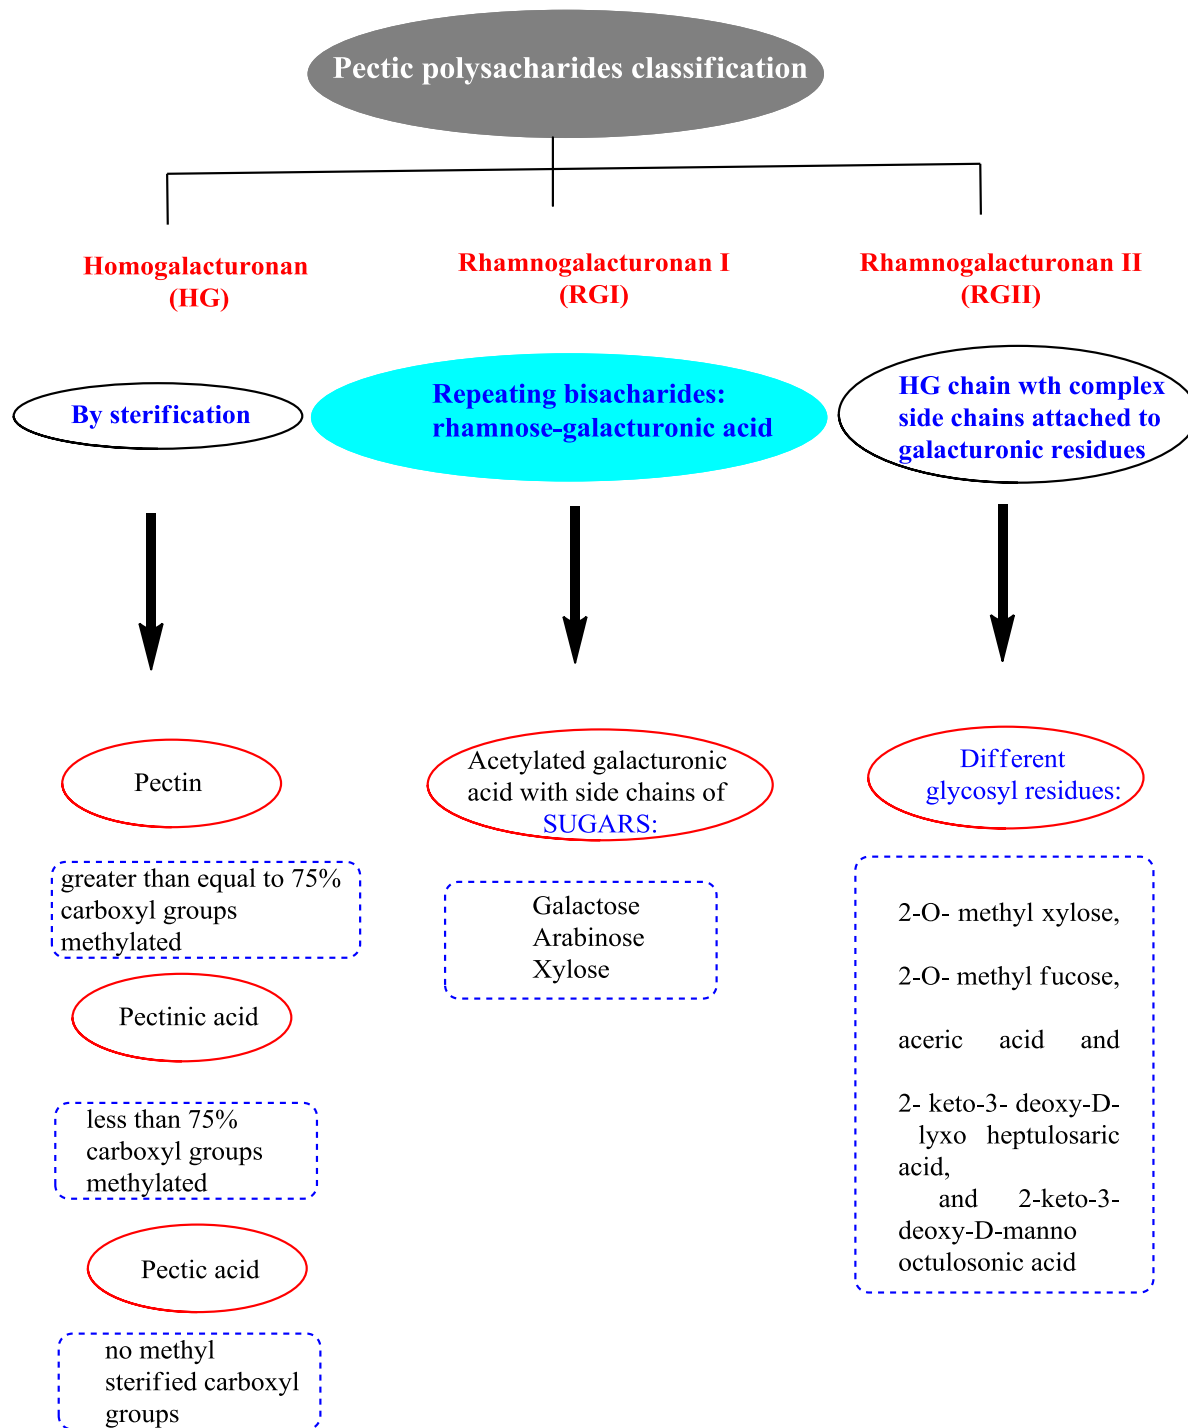 Pectic polysacharides classification
Homogalacturonan
(HG)
Rhamnogalacturonan I
(RGI)
Rhamnogalacturonan II
(RGII)
By sterification
Repeating bisacharides:
rhamnose-galacturonic acid
HG chain wth complex
side chains attached to
galacturonic residues
Pectin
greater than equal to 75%
carboxyl groups
methylated
Pectinic acid
less than 75%
carboxyl groups
methylated
Pectic acid
no methyl
sterified carboxyl
groups
Acetylated galacturonic
acid with side chains of
SUGARS:
Galactose
Arabinose
Xylose
Different
glycosyl residues:
2-O- methyl xylose,
2-O- methyl fucose,
aceric acid and
2- keto-3- deoxy-D-
lyxo heptulosaric
acid,
and 2-keto-3-
deoxy-D-manno
octulosonic acid